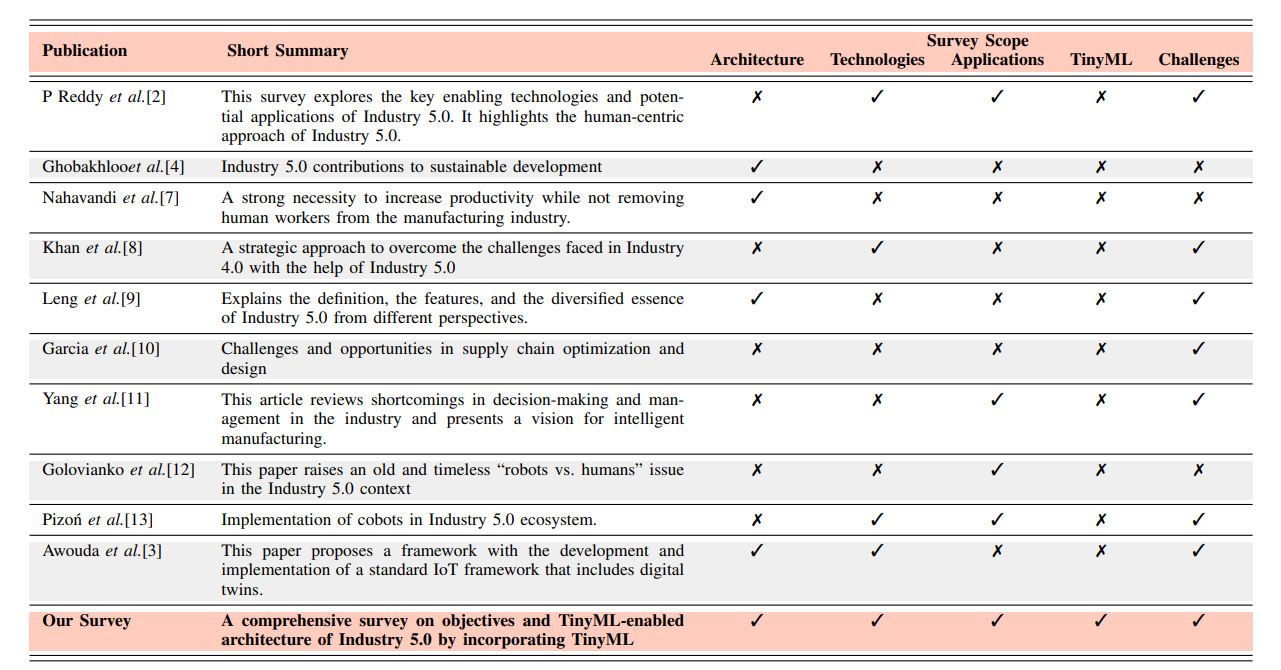 Survey Scope
Publication Short Summary
Architecture Technologies Applications TinyML Challenges
P Reddy et al.[2] This survey explores the key enabling technologies and poten- ✗ ✓ ✓ ✗ ✓
tial applications of Industry 5.0. It highlights the human-centric
approach of Industry 5.0.
Ghobakhlooet al.[4] Industry 5.0 contributions to sustainable development ✓ ✗ ✗ ✗ ✗
Nahavandi et al.[7] A strong necessity to increase productivity while not removing ✓ ✗ ✗ ✗ ✗
human workers from the manufacturing industry.
Khan et al.[8] A strategic approach to overcome the challenges faced in Industry ✗ ✓ ✗ ✗ ✓
4.0 with the help of Industry 5.0
Leng et al.[9] Explains the definition, the features, and the diversified essence ✓ ✗ ✗ ✗ ✓
of Industry 5.0 from different perspectives.
Garcia et al.[10] Challenges and opportunities in supply chain optimization and ✗ ✗ ✗ ✗ ✓
design
Yang et al.[11] This article reviews shortcomings in decision-making and man- ✗ ✗ ✓ ✗ ✓
agement in the industry and presents a vision for intelligent
manufacturing.
Golovianko et al.[12] This paper raises an old and timeless “robots vs. humans” issue ✗ ✗ ✓ ✗ ✗
in the Industry 5.0 context
Pizoń et al.[13] Implementation of cobots in Industry 5.0 ecosystem. ✗ ✓ ✓ ✗ ✓
Awouda et al.[3] This paper proposes a framework with the development and ✓ ✓ ✗ ✗ ✓
implementation of a standard IoT framework that includes digital
twins.
Our Survey A comprehensive survey on objectives and TinyML-enabled ✓ ✓ ✓ ✓ ✓
architecture of Industry 5.0 by incorporating TinyML